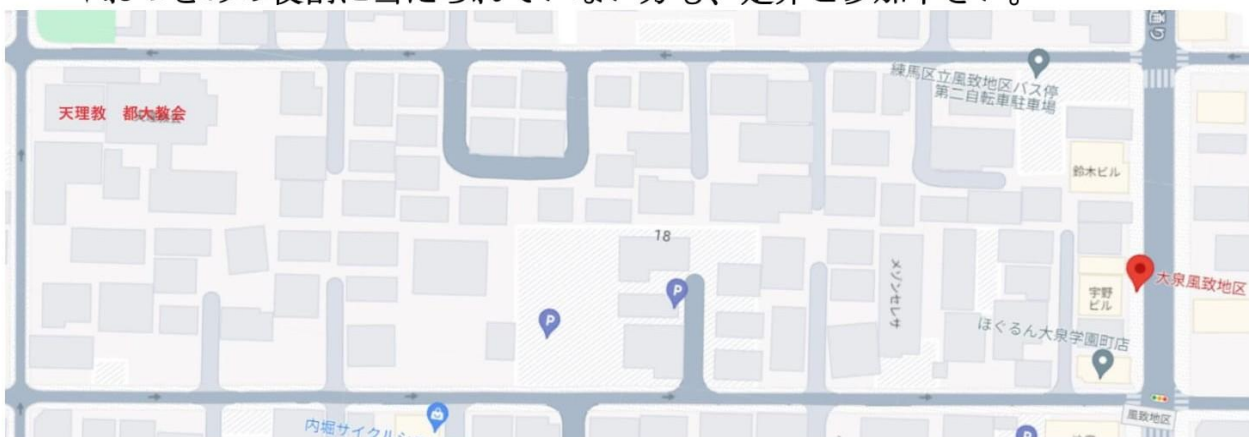 通り
練馬区立風致地区バス停
第二自転車駐車場
天理教　都大教会
鈴木ビル
18
メゾンセレサ
大泉風致地区
宇野
ビル
P
P
ほぐるん大泉学園町店
風致地区
内堀サイクルシ
P